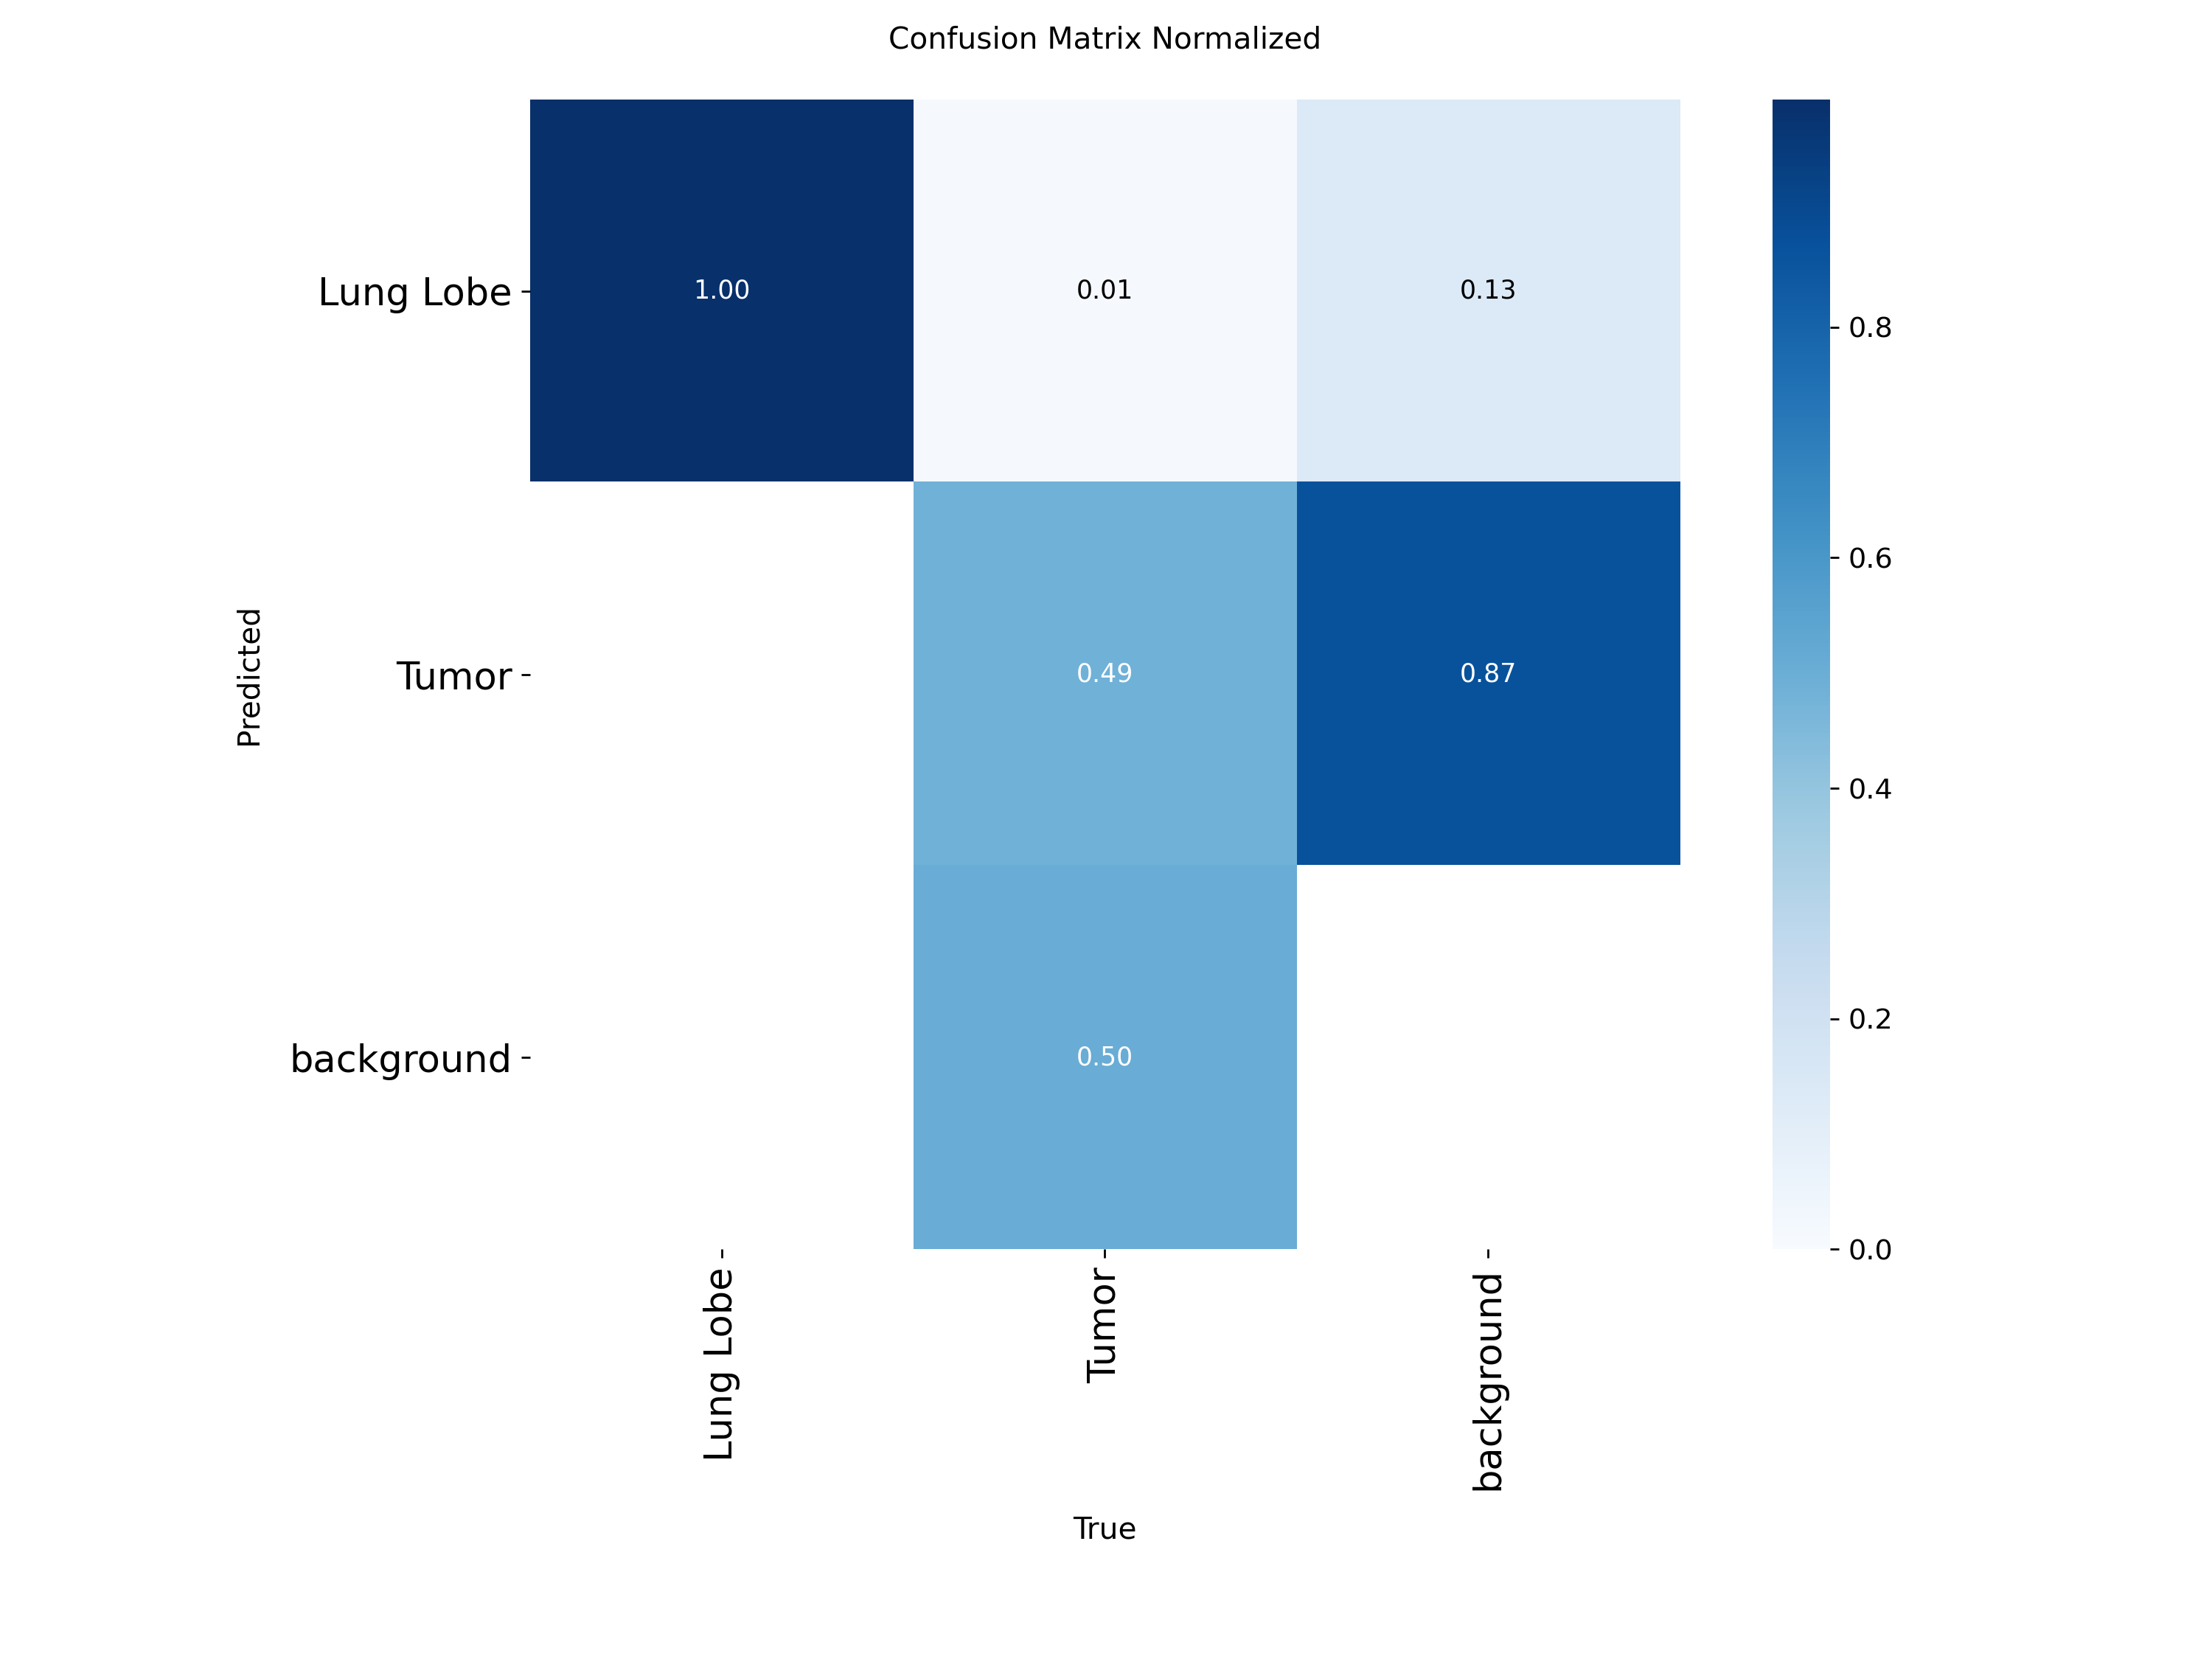 Confusion Matrix Normalized
Lung Lobe
1.00
0.01
0.13
0.8
0.6
Predicted
Tumor
0.49
0.87
0.4
background
0.50
0.2
0.0
Lung Lobe
Tumor
background
True